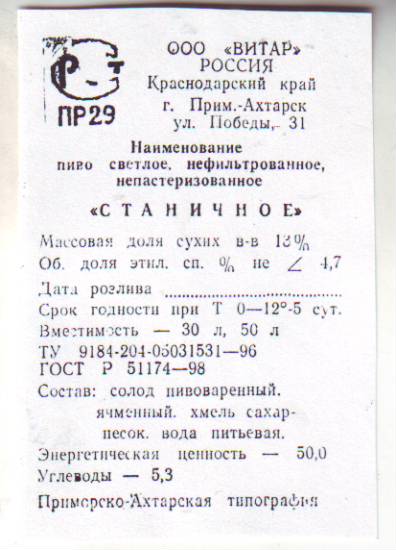 ООО «ВИТАР»
РОССИЯ
Краснодарский край
г. Прим.-Ахтарск
ул. Победы, 31
Р т
ПР29
Наименование
пиво светлое, нефильтрованное,
непастеризованное
«СТАНИЧНОЕ»
Массовая доля сухих в-в 13%
Об. доля этил. сп. % не ∠ 4,7
Дата розлива
Срок годности при Т 0—12°-5 сут.
Вместимость — 30 л, 50 л
ТУ 9184-204-05031531—96
ГОСТ Р 51174—98
Состав: солод пивоваренный.
ячменный. хмель сахар-
песок. вода питьевая.
Энергетическая ценность — 50,0
Углеводы — 5,3
Приморско-Ахтарская типография